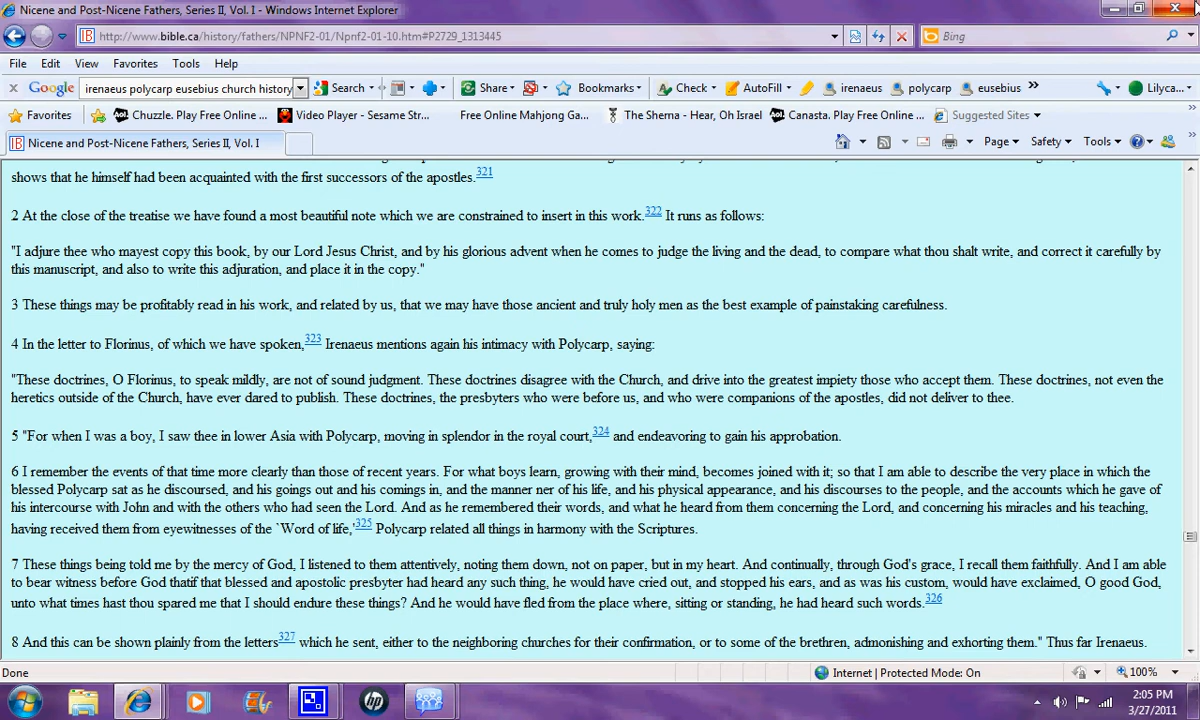 Nicene and Post-Nicene Fathers, Series II, Vol. I - Windows Internet Explorer
http://www.bible.ca/history/fathers/NPNF2-01/Npnf2-01-10.htm#P2729_1313445
Bing
File Edit View Favorites Tools Help
x Google irenaeus polycarp eusebius church history Search Share Bookmarks Check AutoFill irenaeus polycarp eusebius » Lilyca...
Favorites Chuzzle. Play Free Online ... Video Player - Sesame Str... Free Online Mahjong Ga... The Shema - Hear, Oh Israel Canasta. Play Free Online ... Suggested Sites
Nicene and Post-Nicene Fathers, Series II, Vol. I Page Safety Tools »
shows that he himself had been acquainted with the first successors of the apostles.321
2 At the close of the treatise we have found a most beautiful note which we are constrained to insert in this work.322 It runs as follows:
"I adjure thee who mayest copy this book, by our Lord Jesus Christ, and by his glorious advent when he comes to judge the living and the dead, to compare what thou shalt write, and correct it carefully by
this manuscript, and also to write this adjuration, and place it in the copy."
3 These things may be profitably read in his work, and related by us, that we may have those ancient and truly holy men as the best example of painstaking carefulness.
4 In the letter to Florinus, of which we have spoken,323 Irenaeus mentions again his intimacy with Polycarp, saying:
"These doctrines, O Florinus, to speak mildly, are not of sound judgment. These doctrines disagree with the Church, and drive into the greatest impiety those who accept them. These doctrines, not even the
heretics outside of the Church, have ever dared to publish. These doctrines, the presbyters who were before us, and who were companions of the apostles, did not deliver to thee.
5 "For when I was a boy, I saw thee in lower Asia with Polycarp, moving in splendor in the royal court,324 and endeavoring to gain his approbation.
6 I remember the events of that time more clearly than those of recent years. For what boys learn, growing with their mind, becomes joined with it; so that I am able to describe the very place in which the
blessed Polycarp sat as he discoursed, and his goings out and his comings in, and the manner ner of his life, and his physical appearance, and his discourses to the people, and the accounts which he gave of
his intercourse with John and with the others who had seen the Lord. And as he remembered their words, and what he heard from them concerning the Lord, and concerning his miracles and his teaching,
having received them from eyewitnesses of the `Word of life,'325 Polycarp related all things in harmony with the Scriptures.
7 These things being told me by the mercy of God, I listened to them attentively, noting them down, not on paper, but in my heart. And continually, through God's grace, I recall them faithfully. And I am able
to bear witness before God thatif that blessed and apostolic presbyter had heard any such thing, he would have cried out, and stopped his ears, and as was his custom, would have exclaimed, O good God,
unto what times hast thou spared me that I should endure these things? And he would have fled from the place where, sitting or standing, he had heard such words.326
8 And this can be shown plainly from the letters327 which he sent, either to the neighboring churches for their confirmation, or to some of the brethren, admonishing and exhorting them." Thus far Irenaeus.
Done Internet | Protected Mode: On 100%
hp 2:05 PM
3/27/2011